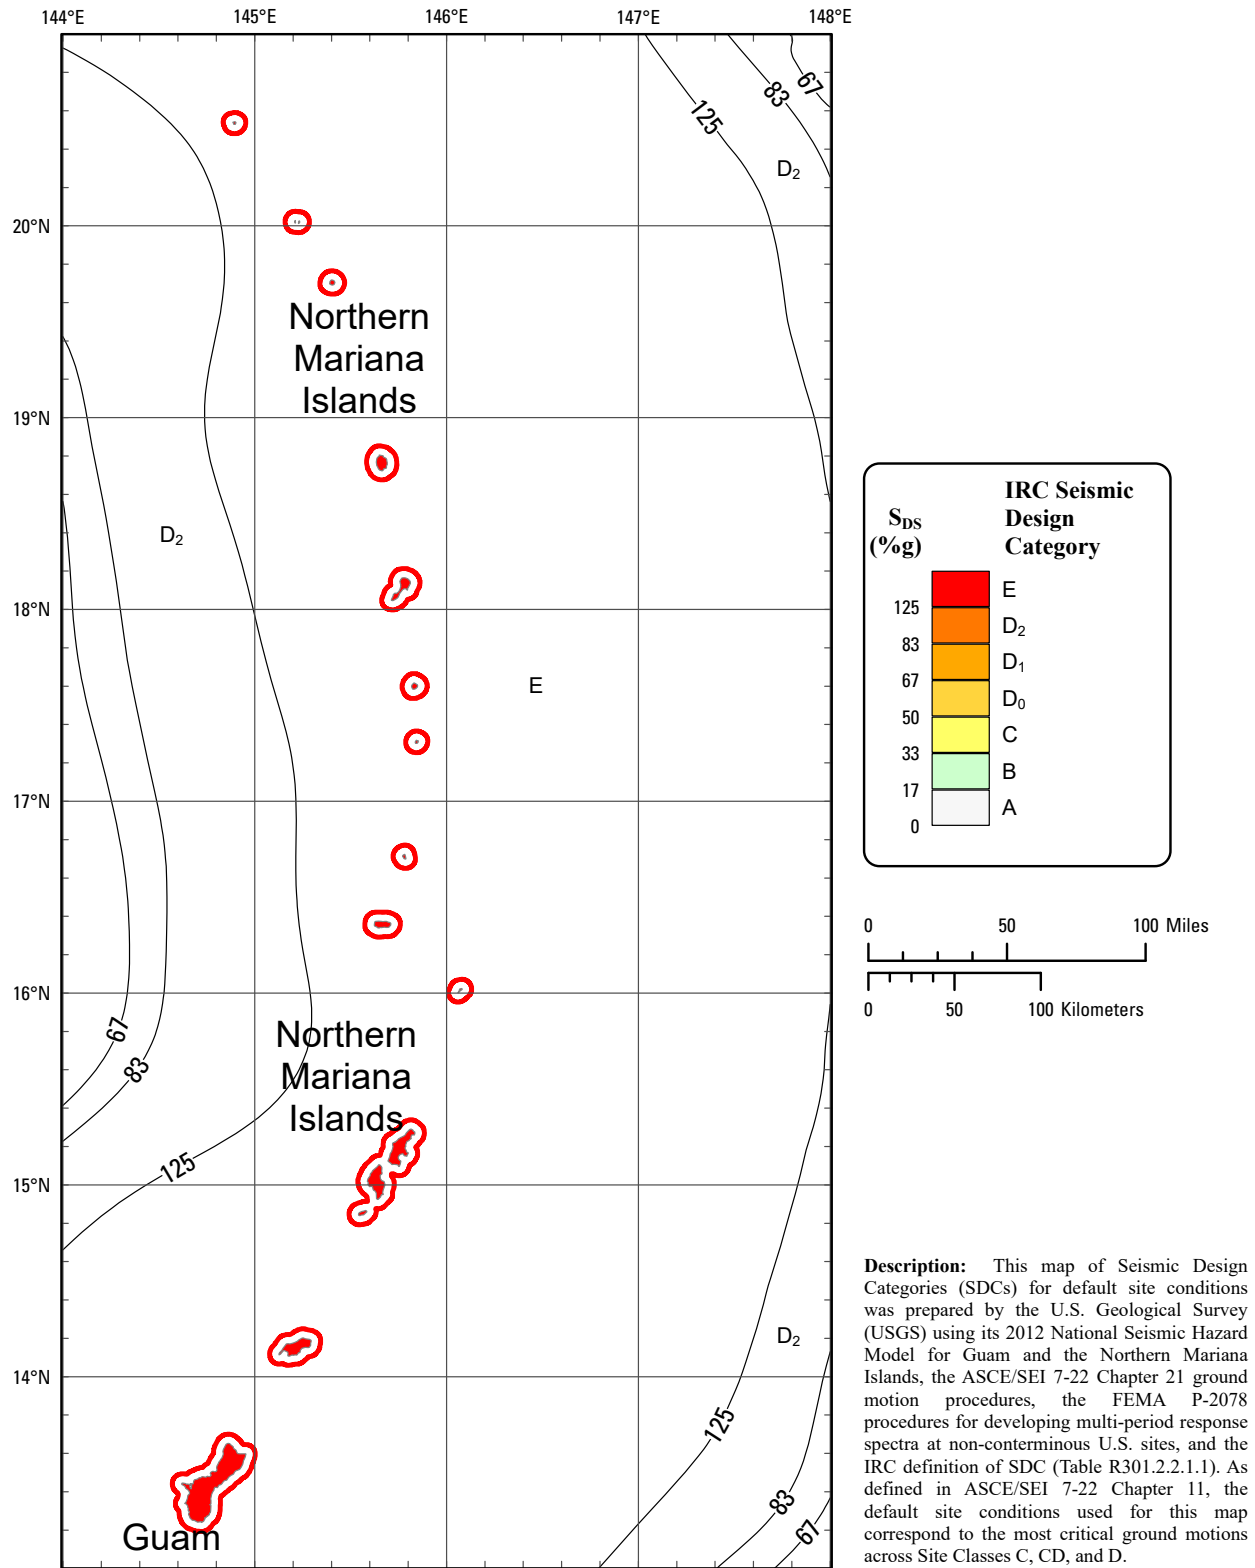 144°E 145°E 146°E 147°E 148°E
67
83
125
D₂
20°N
Northern
Mariana
Islands
19°N
D₂
18°N
E
17°N
16°N
67
Northern
Mariana
Islands
83
125
15°N
D₂
14°N
125
83
67
Guam
IRC Seismic
Design
Category
S_DS
(%g)
E
125
D₂
83
D₁
67
D₀
50
C
33
B
17
A
0
0 50 100 Miles
0 50 100 Kilometers
Description: This map of Seismic Design
Categories (SDCs) for default site conditions
was prepared by the U.S. Geological Survey
(USGS) using its 2012 National Seismic Hazard
Model for Guam and the Northern Mariana
Islands, the ASCE/SEI 7-22 Chapter 21 ground
motion procedures, the FEMA P-2078
procedures for developing multi-period response
spectra at non-conterminous U.S. sites, and the
IRC definition of SDC (Table R301.2.2.1.1). As
defined in ASCE/SEI 7-22 Chapter 11, the
default site conditions used for this map
correspond to the most critical ground motions
across Site Classes C, CD, and D.